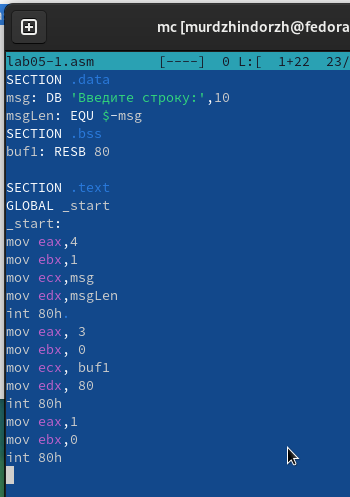 mc [murdzhindorzh@fedora
lab05-1.asm [----] 0 L:[ 1+22 23/
SECTION .data
msg: DB 'Введите строку:',10
msgLen: EQU $-msg
SECTION .bss
buf1: RESB 80
SECTION .text
GLOBAL _start
_start:
mov eax,4
mov ebx,1
mov ecx,msg
mov edx,msgLen
int 80h.
mov eax, 3
mov ebx, 0
mov ecx, buf1
mov edx, 80
int 80h
mov eax,1
mov ebx,0
int 80h